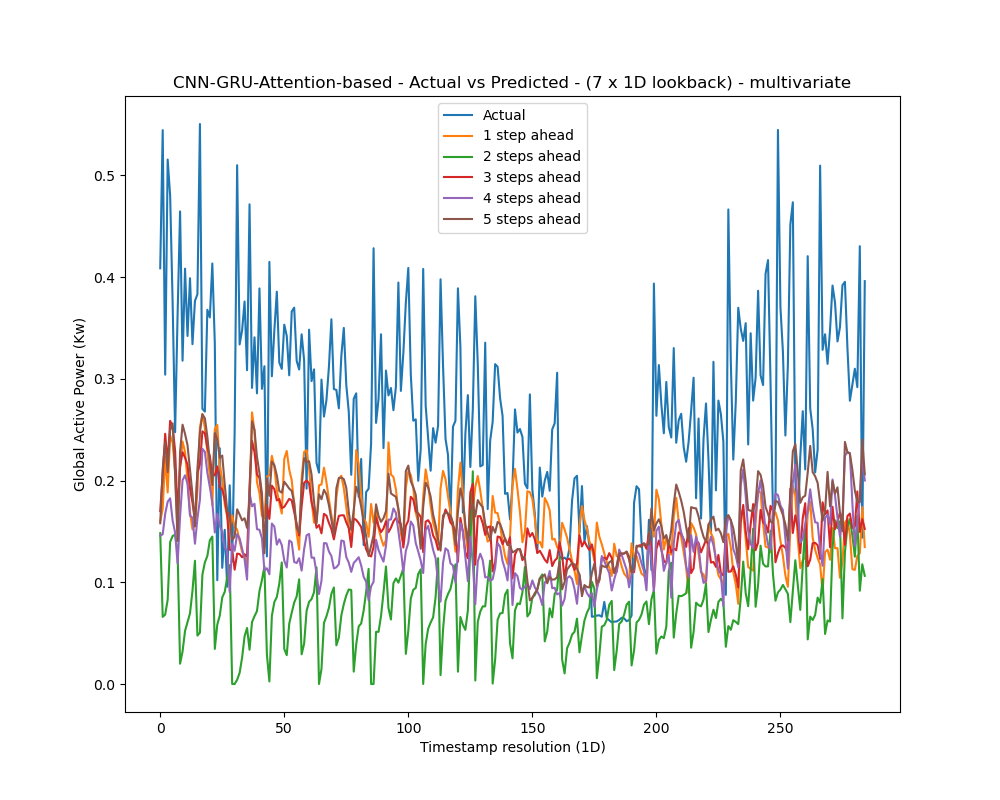 CNN-GRU-Attention-based - Actual vs Predicted - (7 x 1D lookback) - multivariate
Actual
1 step ahead
2 steps ahead
3 steps ahead
4 steps ahead
5 steps ahead
Global Active Power (Kw)
0.5
0.4
0.3
0.2
0.1
0.0
0 50 100 150 200 250
Timestamp resolution (1D)